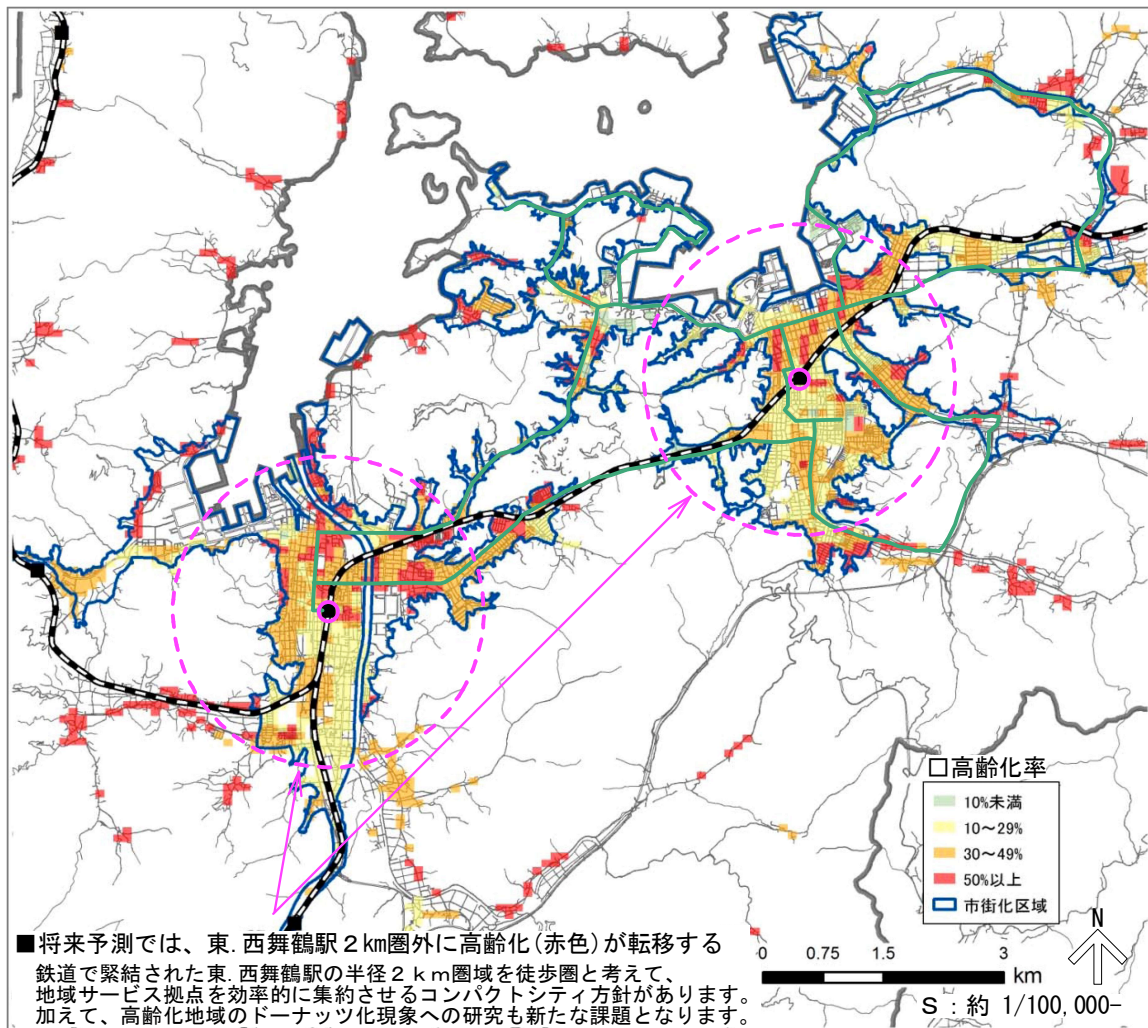 □高齢化率
10%未満
10～29%
30～49%
50%以上
市街化区域
N
0 0.75 1.5 3 km
S：約 1/100,000-
■将来予測では、東.西舞鶴駅２㎞圏外に高齢化(赤色)が転移する
鉄道で緊結された東.西舞鶴駅の半径２ｋｍ圏域を徒歩圏と考えて、
地域サービス拠点を効率的に集約させるコンパクトシティ方針があります。
加えて、高齢化地域のドーナッツ化現象への研究も新たな課題となります。